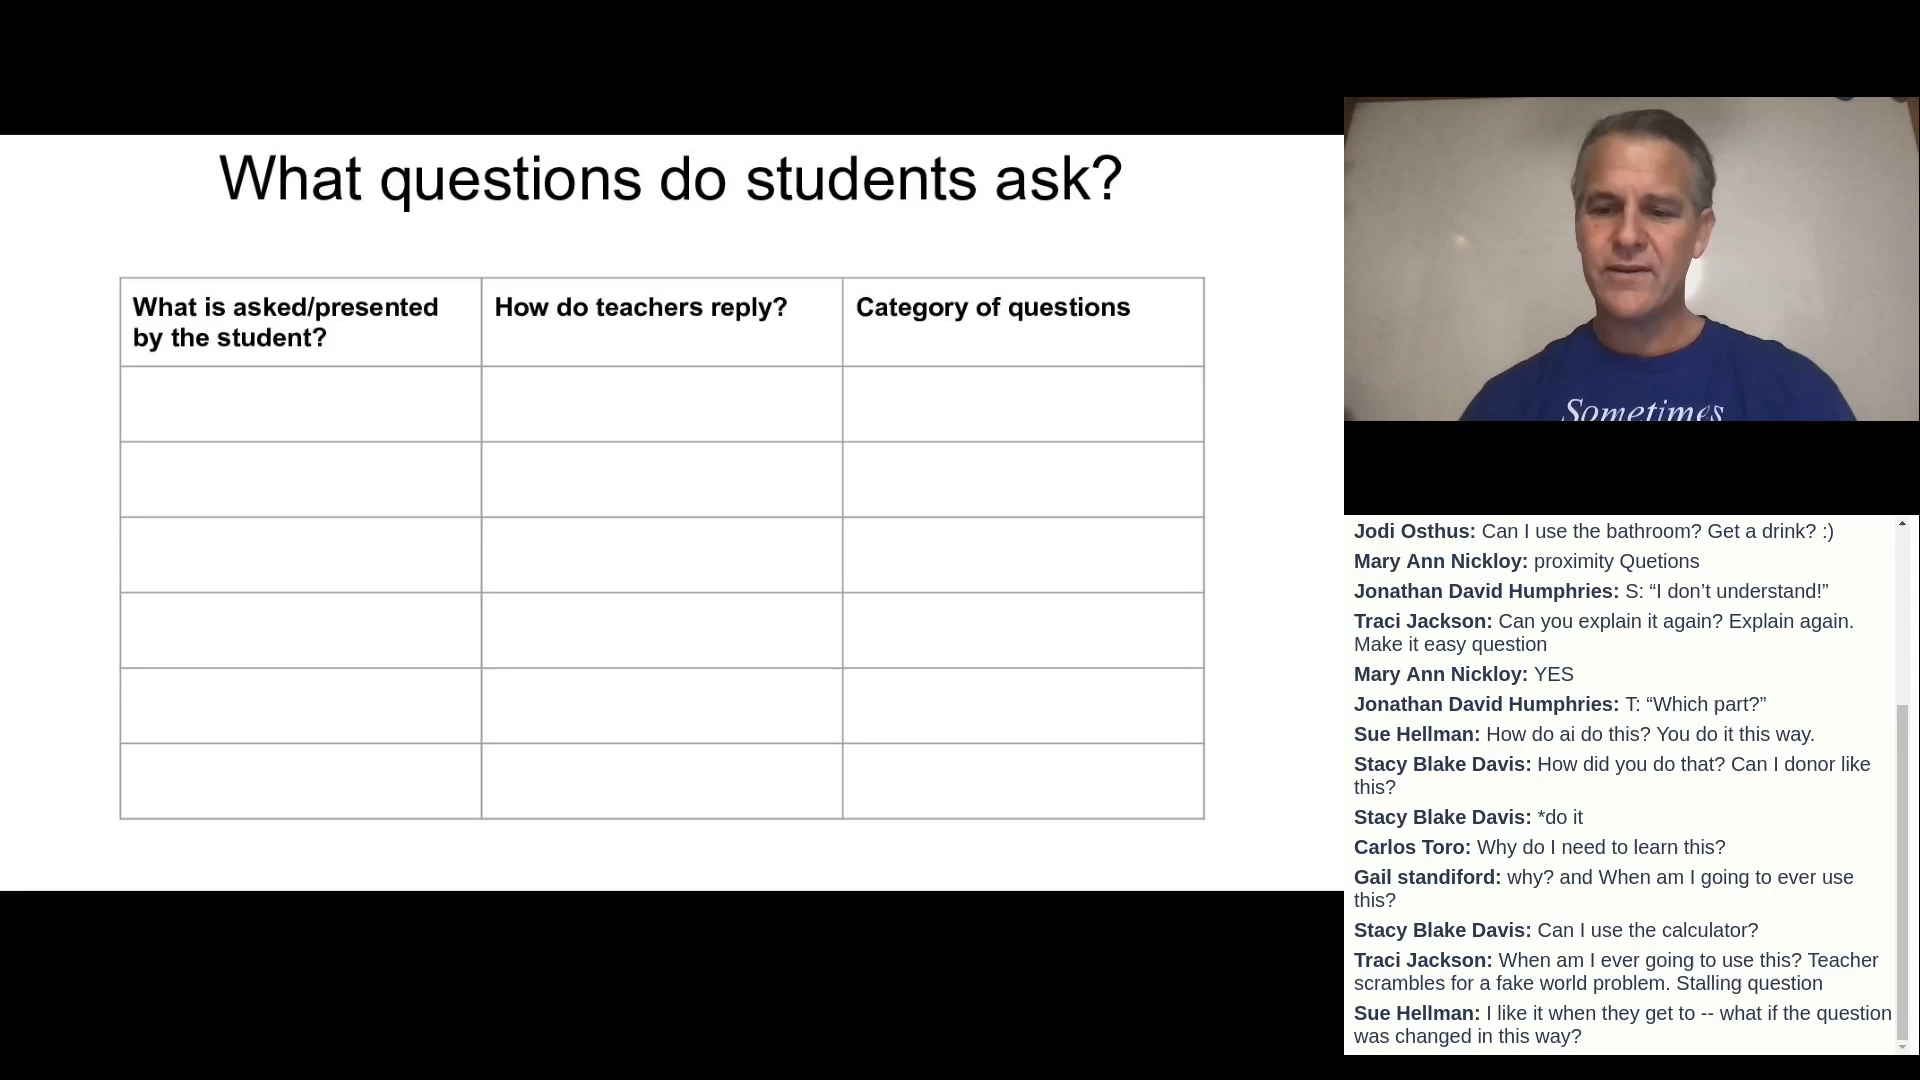 What questions do students ask?
What is asked/presented
by the student?
How do teachers reply?
Category of questions
Sometimes
Jodi Osthus: Can I use the bathroom? Get a drink? :)
Mary Ann Nickloy: proximity Quetions
Jonathan David Humphries: S: “I don’t understand!”
Traci Jackson: Can you explain it again? Explain again.
Make it easy question
Mary Ann Nickloy: YES
Jonathan David Humphries: T: “Which part?”
Sue Hellman: How do ai do this? You do it this way.
Stacy Blake Davis: How did you do that? Can I donor like
this?
Stacy Blake Davis: *do it
Carlos Toro: Why do I need to learn this?
Gail standiford: why? and When am I going to ever use
this?
Stacy Blake Davis: Can I use the calculator?
Traci Jackson: When am I ever going to use this? Teacher
scrambles for a fake world problem. Stalling question
Sue Hellman: I like it when they get to -- what if the question
was changed in this way?